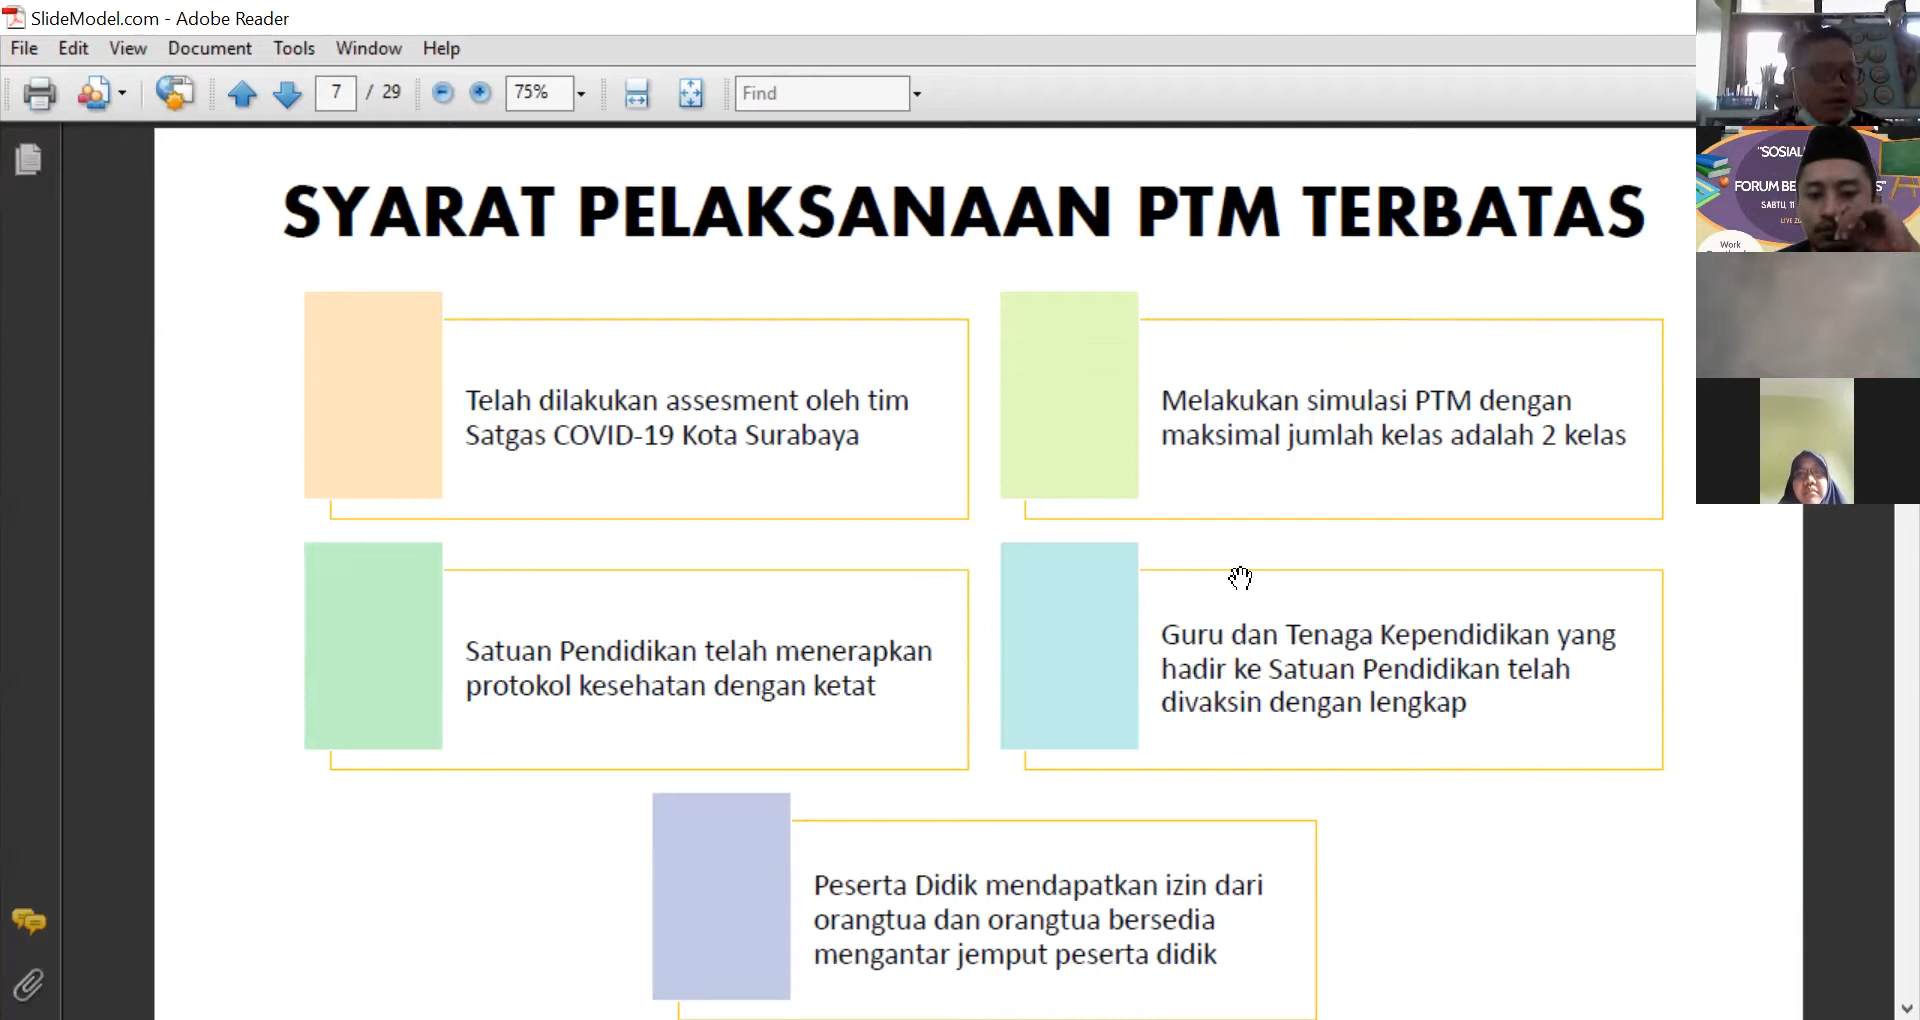 SlideModel.com - Adobe Reader
File Edit View Document Tools Window Help
7 / 29 75% Find
SYARAT PELAKSANAAN PTM TERBATAS
Telah dilakukan assesment oleh tim
Satgas COVID-19 Kota Surabaya
Melakukan simulasi PTM dengan
maksimal jumlah kelas adalah 2 kelas
Satuan Pendidikan telah menerapkan
protokol kesehatan dengan ketat
Guru dan Tenaga Kependidikan yang
hadir ke Satuan Pendidikan telah
divaksin dengan lengkap
Peserta Didik mendapatkan izin dari
orangtua dan orangtua bersedia
mengantar jemput peserta didik
"SOSIAL
FORUM BE
SABTU, 11
Work